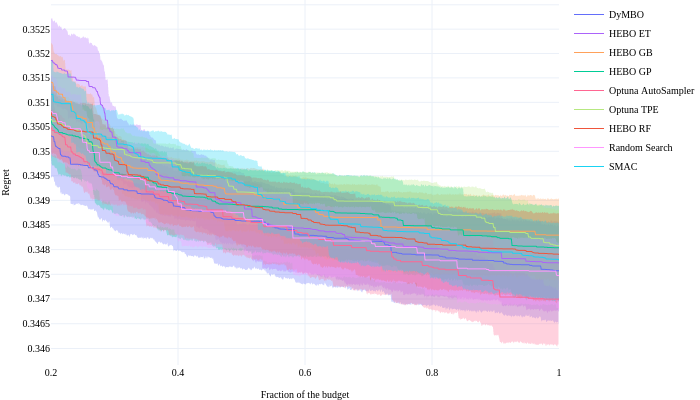 0.3525
0.352
0.3515
0.351
0.3505
0.35
0.3495
0.349
0.3485
0.348
0.3475
0.347
0.3465
0.346
Regret
0.2 0.4 0.6 0.8 1
Fraction of the budget
DyMBO
HEBO ET
HEBO GB
HEBO GP
Optuna AutoSampler
Optuna TPE
HEBO RF
Random Search
SMAC